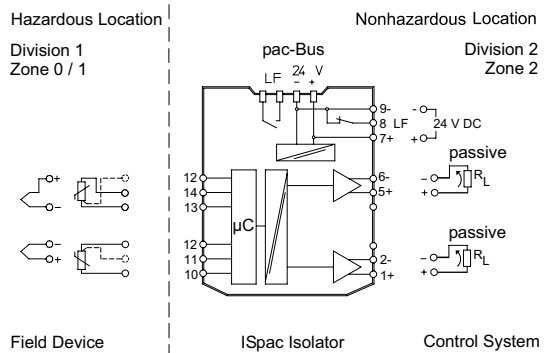 Hazardous Location
Nonhazardous Location
Division 1
Zone 0 / 1
pac-Bus
Division 2
Zone 2
LF
24 V
- +
9-
8 LF
7+
-
+
24 V DC
passive
12
14
13
6-
5+
-
+
RL
+
-
µC
12
11
10
2-
1+
passive
-
+
RL
-
+
Field Device
ISpac Isolator
Control System